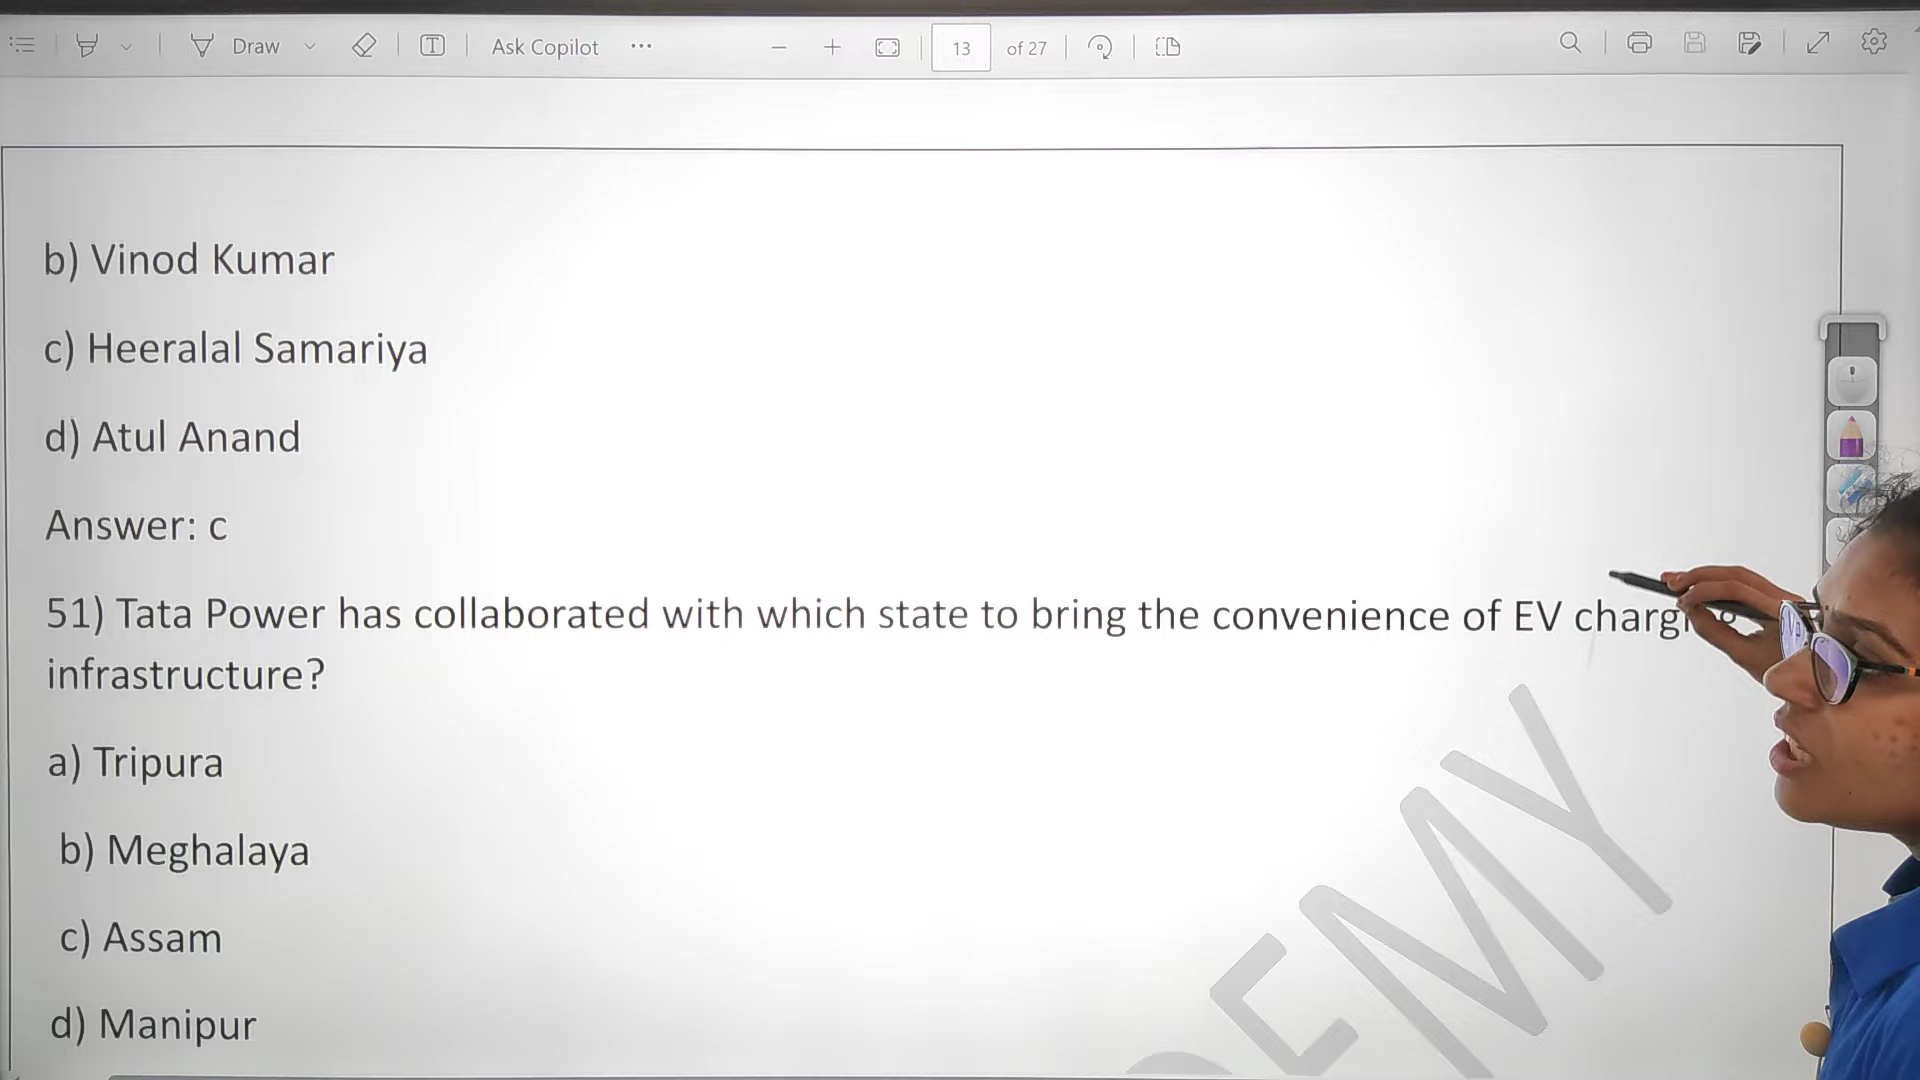 Draw
Ask Copilot
13 of 27
b) Vinod Kumar
c) Heeralal Samariya
d) Atul Anand
Answer: c
51) Tata Power has collaborated with which state to bring the convenience of EV
infrastructure?
a) Tripura
b) Meghalaya
c) Assam
d) Manipur
EMY